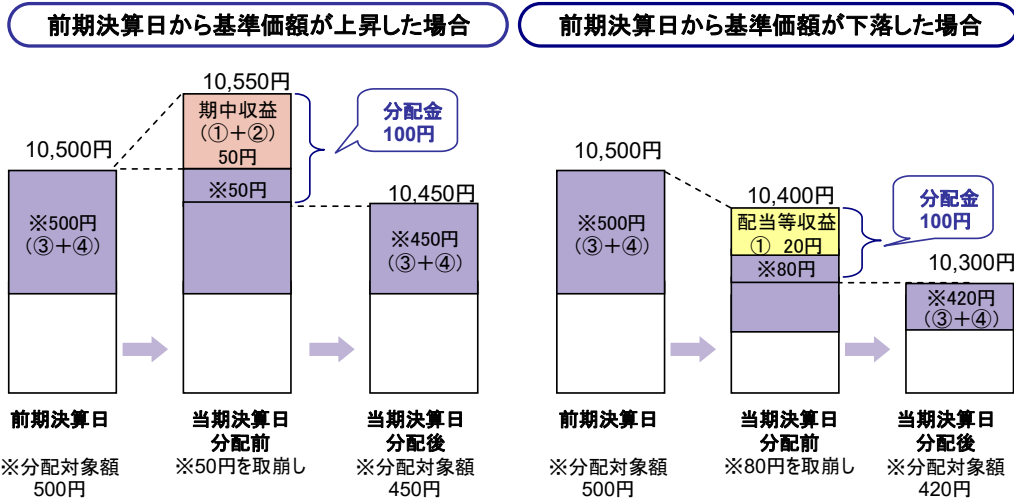 前期決算日から基準価額が上昇した場合
10,550円
期中収益
(①+②)
50円
分配金
100円
10,500円
※50円
10,450円
※500円
(③+④)
※450円
(③+④)
前期決算日
当期決算日
分配前
当期決算日
分配後
※分配対象額
500円
※50円を取崩し
※分配対象額
450円
前期決算日から基準価額が下落した場合
10,500円
10,400円
分配金
100円
配当等収益
① 20円
※500円
(③+④)
※80円
10,300円
※420円
(③+④)
前期決算日
当期決算日
分配前
当期決算日
分配後
※分配対象額
500円
※80円を取崩し
※分配対象額
420円